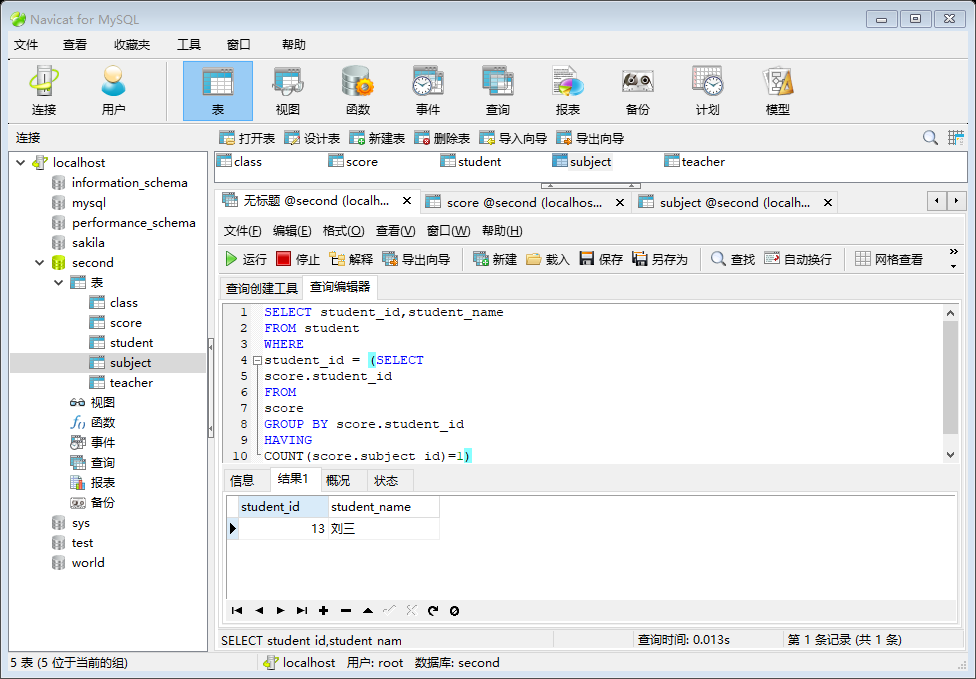 Navicat for MySQL
文件 查看 收藏夹 工具 窗口 帮助
连接 用户 表 视图 函数 事件 查询 报表 备份 计划 模型
连接
打开表 设计表 新建表 删除表 导入向导 导出向导
class score student subject teacher
localhost
information_schema
mysql
performance_schema
sakila
second
表
class
score
student
subject
teacher
视图
函数
事件
查询
报表
备份
sys
test
world
无标题 @second (localh... score @second (localhos... subject @second (localh...
文件(F) 编辑(E) 格式(O) 查看(V) 窗口(W) 帮助(H)
运行 停止 解释 导出向导 新建 载入 保存 另存为 查找 自动换行 网格查看
查询创建工具 查询编辑器
1 SELECT student_id,student_name
2 FROM student
3 WHERE
4 student_id = (SELECT
5 score.student_id
6 FROM
7 score
8 GROUP BY score.student_id
9 HAVING
10 COUNT(score.subject_id)=1)
信息 结果1 概况 状态
student_id student_name
13 刘三
SELECT student_id,student_nam 查询时间: 0.013s 第 1 条记录 (共 1 条)
5 表 (5 位于当前的组) localhost 用户: root 数据库: second